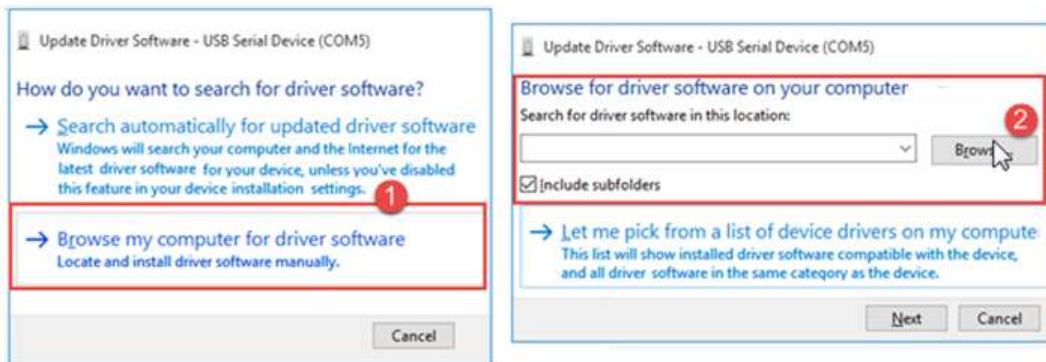 Update Driver Software - USB Serial Device (COM5)
How do you want to search for driver software?
Search automatically for updated driver software
Windows will search your computer and the Internet for the
latest driver software for your device, unless you've disabled
this feature in your device installation settings.
1
Browse my computer for driver software
Locate and install driver software manually.
Cancel
Update Driver Software - USB Serial Device (COM5)
Browse for driver software on your computer
2
Search for driver software in this location:
Include subfolders
Let me pick from a list of device drivers on my compute
This list will show installed driver software compatible with the device,
and all driver software in the same category as the device.
Next
Cancel